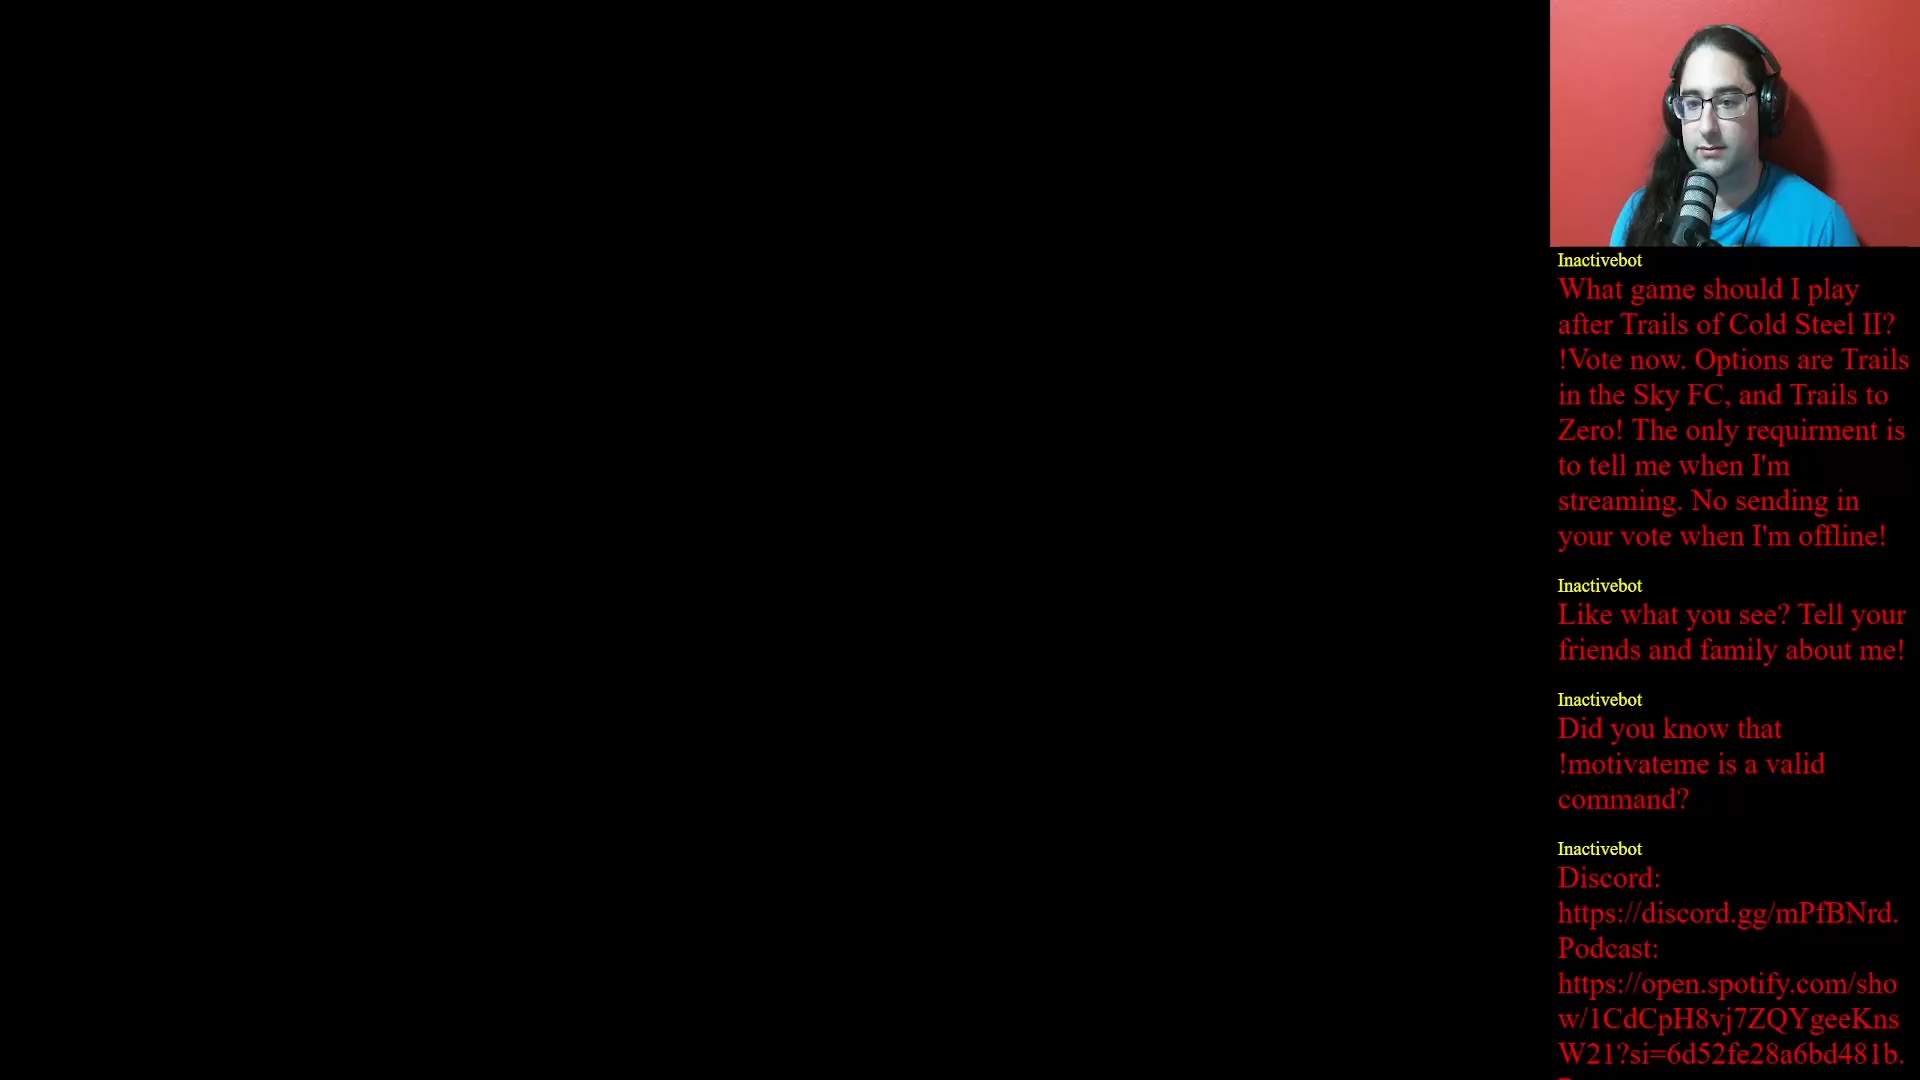 Inactivebot
What game should I play
after Trails of Cold Steel II?
!Vote now. Options are Trails
in the Sky FC, and Trails to
Zero! The only requirment is
to tell me when I'm
streaming. No sending in
your vote when I'm offline!
Inactivebot
Like what you see? Tell your
friends and family about me!
Inactivebot
Did you know that
!motivateme is a valid
command?
Inactivebot
Discord:
https://discord.gg/mPfBNrd.
Podcast:
https://open.spotify.com/sho
w/1CdCpH8vj7ZQYgeeKns
W21?si=6d52fe28a6bd481b.